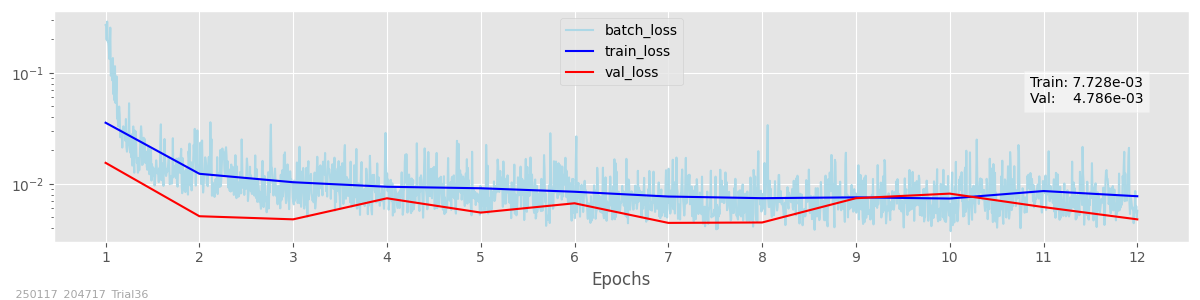 batch_loss
train_loss
val_loss
10⁻¹
Train: 7.728e-03
Val: 4.786e-03
10⁻²
1 2 3 4 5 6 7 8 9 10 11 12
Epochs
250117_204717_Trial36